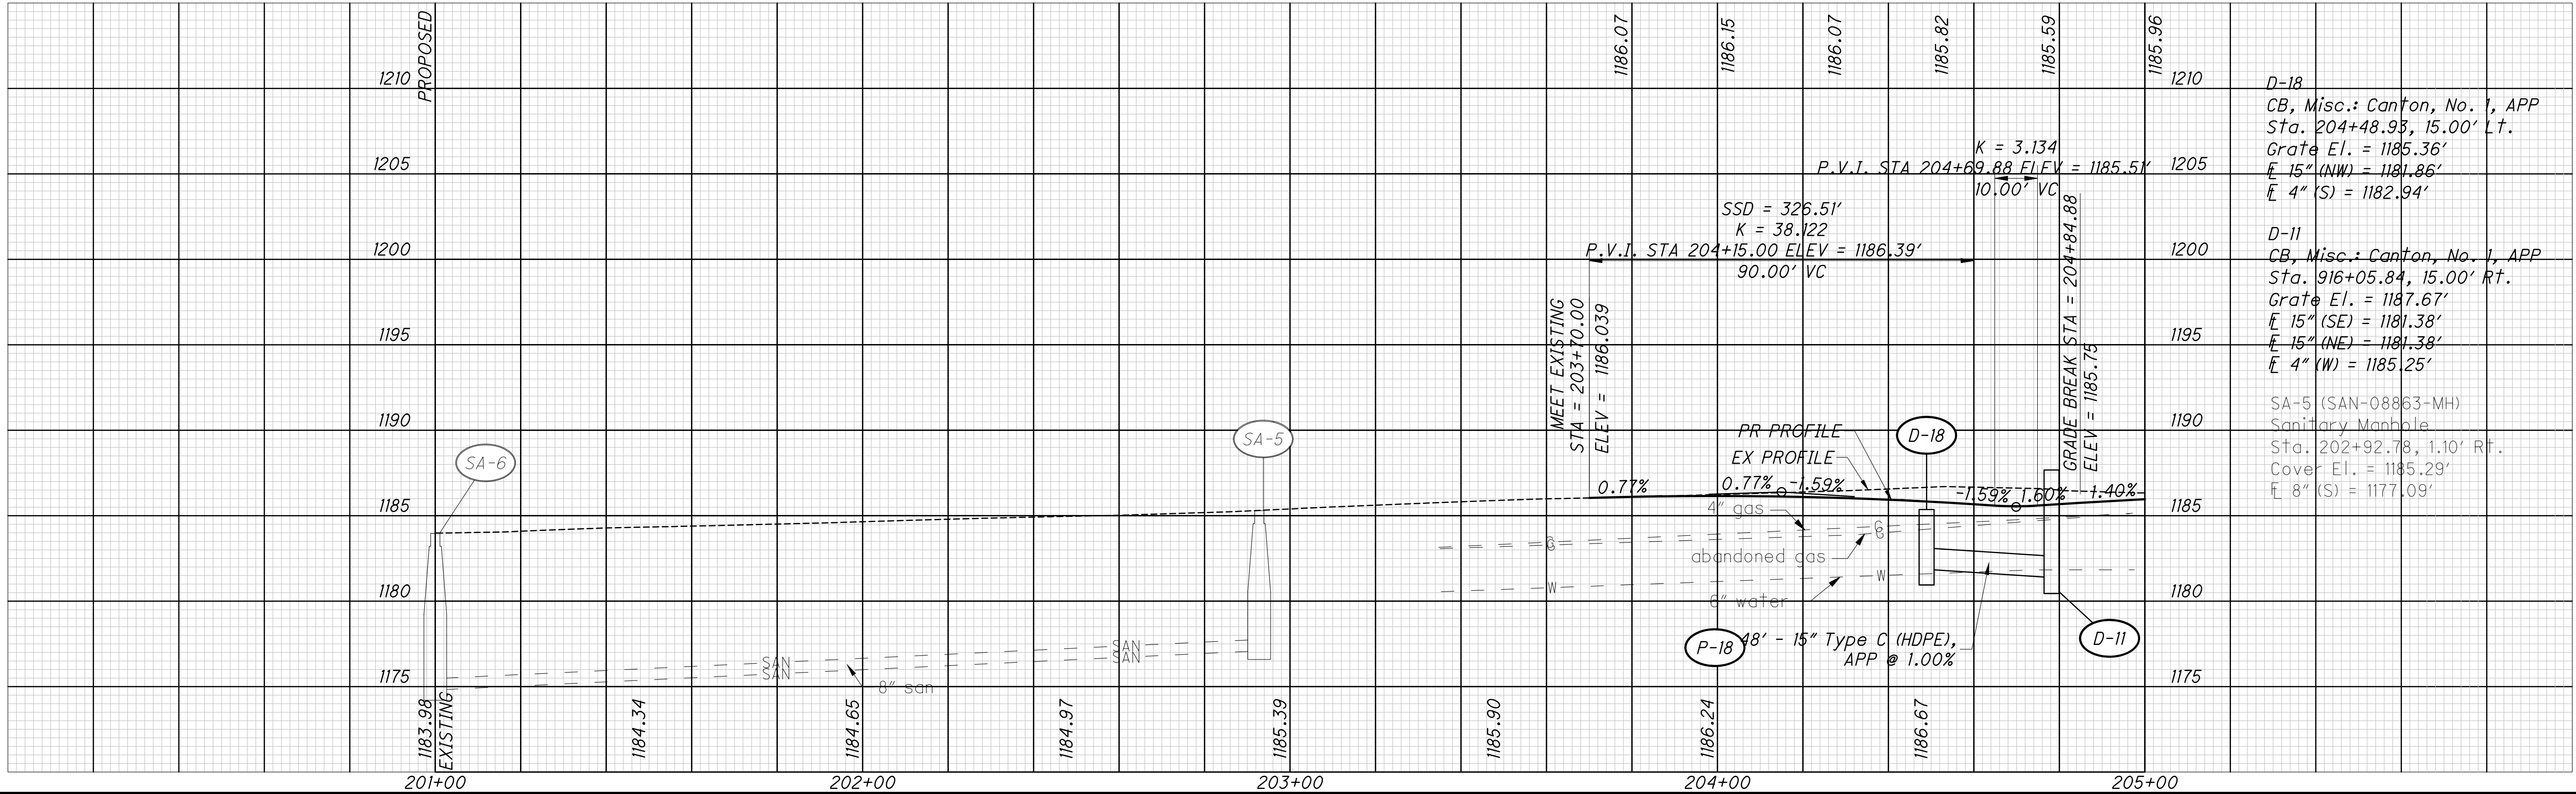 PROPOSED
1186.07
1186.15
1186.07
1185.82
1185.59
1185.96
1210
1210
1205
1205
1200
1200
1195
1195
1190
1190
1185
1185
1180
1180
1175
1175
K = 3.134
P.V.I. STA 204+69.88 ELEV = 1185.51'
10.00' VC
SSD = 326.51'
K = 38.122
P.V.I. STA 204+15.00 ELEV = 1186.39'
90.00' VC
MEET EXISTING
STA = 203+70.00
ELEV = 1186.039
GRADE BREAK STA = 204+84.88
ELEV = 1185.75
SA-6
SA-5
PR PROFILE
EX PROFILE
D-18
0.77%
0.77%
-1.59%
-1.59%
1.60%
1.40%
4" gas
G
G
G
G
abandoned gas
W
W
6" water
P-18
48' - 15" Type C (HDPE),
APP @ 1.00%
D-11
SAN
SAN
SAN
SAN
8" san
1183.98
EXISTING
1184.34
1184.65
1184.97
1185.39
1185.90
1186.24
1186.67
201+00
202+00
203+00
204+00
205+00
D-18
CB, Misc.: Canton, No. 1, APP
Sta. 204+48.93, 15.00' Lt.
Grate El. = 1185.36'
FL 15" (NW) = 1181.86'
FL 4" (S) = 1182.94'
D-11
CB, Misc.: Canton, No. 1, APP
Sta. 916+05.84, 15.00' Rt.
Grate El. = 1187.67'
FL 15" (SE) = 1181.38'
FL 15" (NE) = 1181.38'
FL 4" (W) = 1185.25'
SA-5 (SAN-08863-MH)
Sanitary Manhole
Sta. 202+92.78, 1.10' Rt.
Cover El. = 1185.29'
FL 8" (S) = 1177.09'